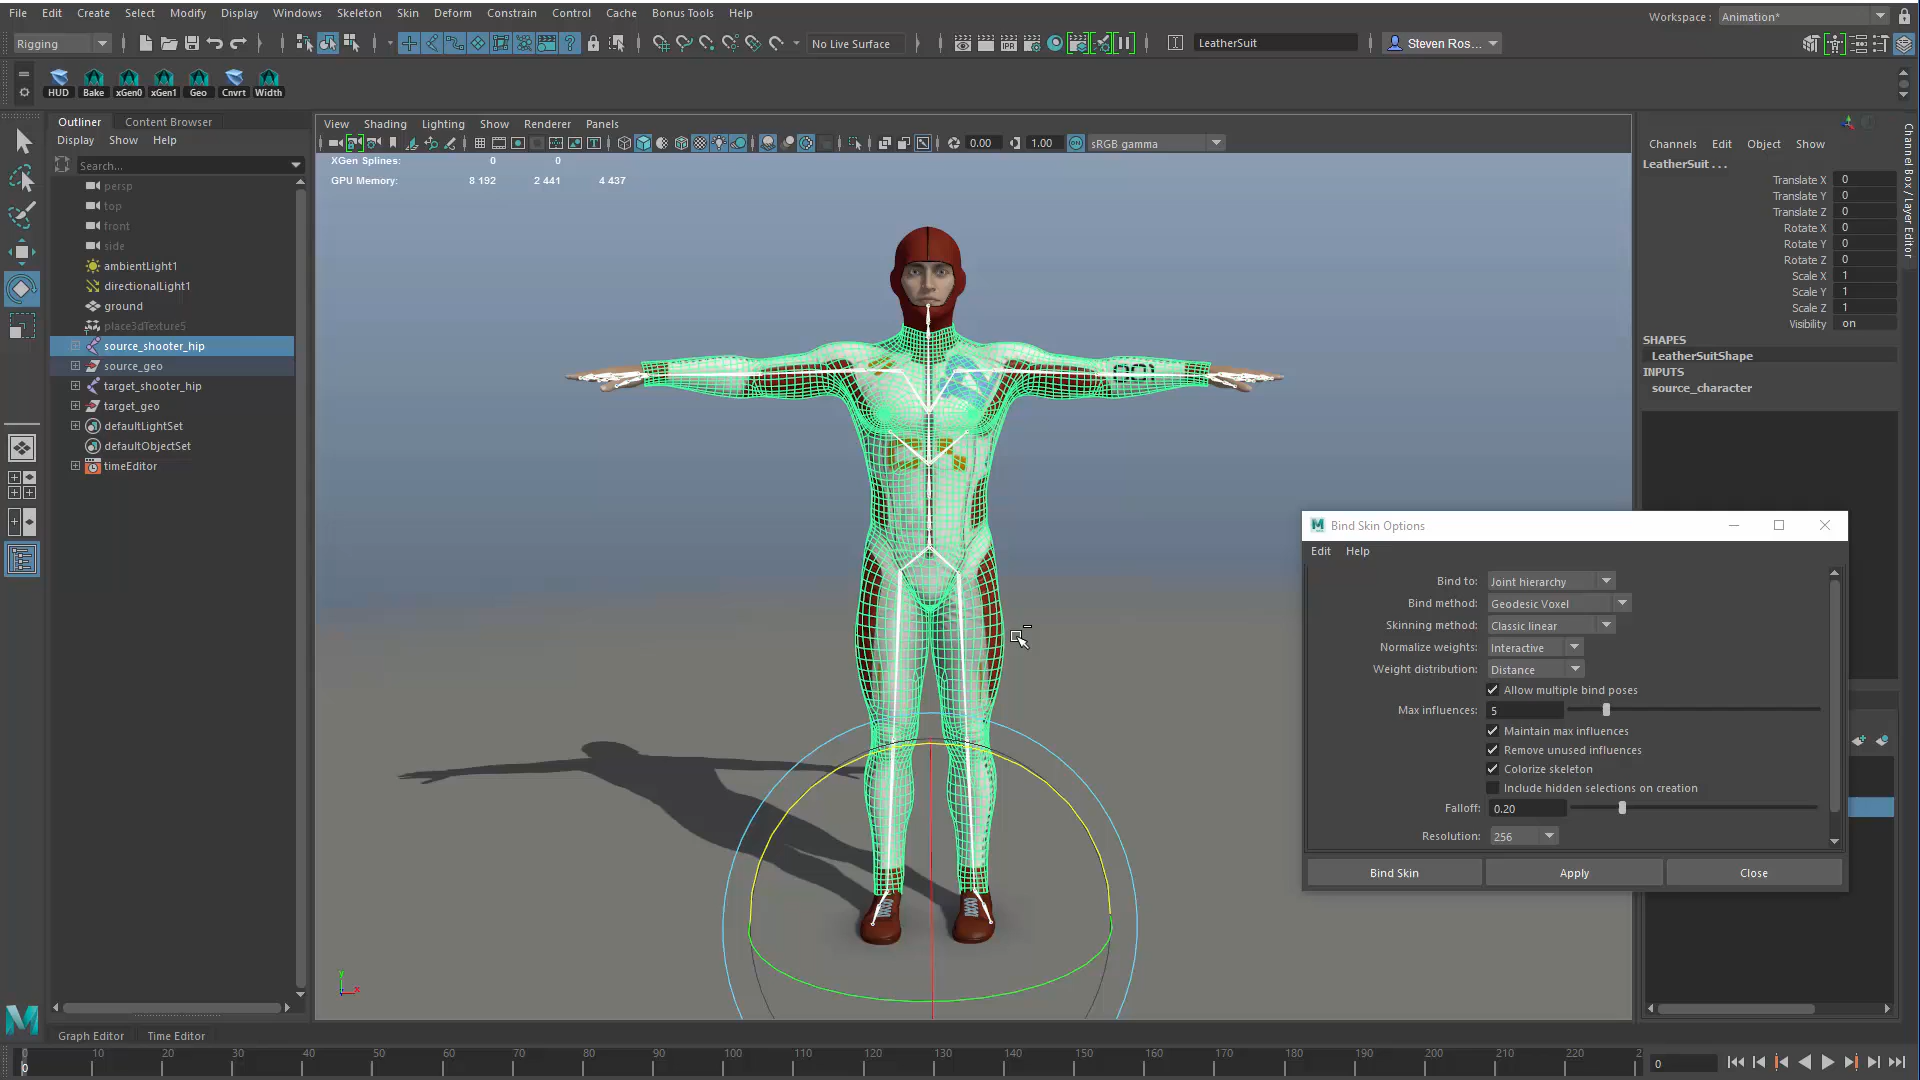 File Edit Create Select Modify Display Windows Skeleton Skin Deform Constrain Control Cache Bonus Tools Help
Workspace : Animation*
Rigging
No Live Surface
IPR
LeatherSuit
Steven Ros...
HUD Bake xGen0 xGen1 Geo Cnvrt Width
Outliner Content Browser
Display Show Help
Search...
persp
top
front
side
ambientLight1
directionalLight1
ground
place3dTexture5
source_shooter_hip
source_geo
target_shooter_hip
target_geo
defaultLightSet
defaultObjectSet
timeEditor
View Shading Lighting Show Renderer Panels
0.00 1.00 sRGB gamma
XGen Splines: 0 0
GPU Memory: 8 192 2 441 4 437
001
y
x
Channels Edit Object Show
LeatherSuit . . .
Translate X 0
Translate Y 0
Translate Z 0
Rotate X 0
Rotate Y 0
Rotate Z 0
Scale X 1
Scale Y 1
Scale Z 1
Visibility on
SHAPES
LeatherSuitShape
INPUTS
source_character
Channel Box / Layer Editor
Bind Skin Options
Edit Help
Bind to: Joint hierarchy
Bind method: Geodesic Voxel
Skinning method: Classic linear
Normalize weights: Interactive
Weight distribution: Distance
Allow multiple bind poses
Max influences: 5
Maintain max influences
Remove unused influences
Colorize skeleton
Include hidden selections on creation
Falloff: 0.20
Resolution: 256
Bind Skin Apply Close
Graph Editor Time Editor
0 10 20 30 40 50 60 70 80 90 100 110 120 130 140 150 160 170 180 190 200 210 220 2
0
0